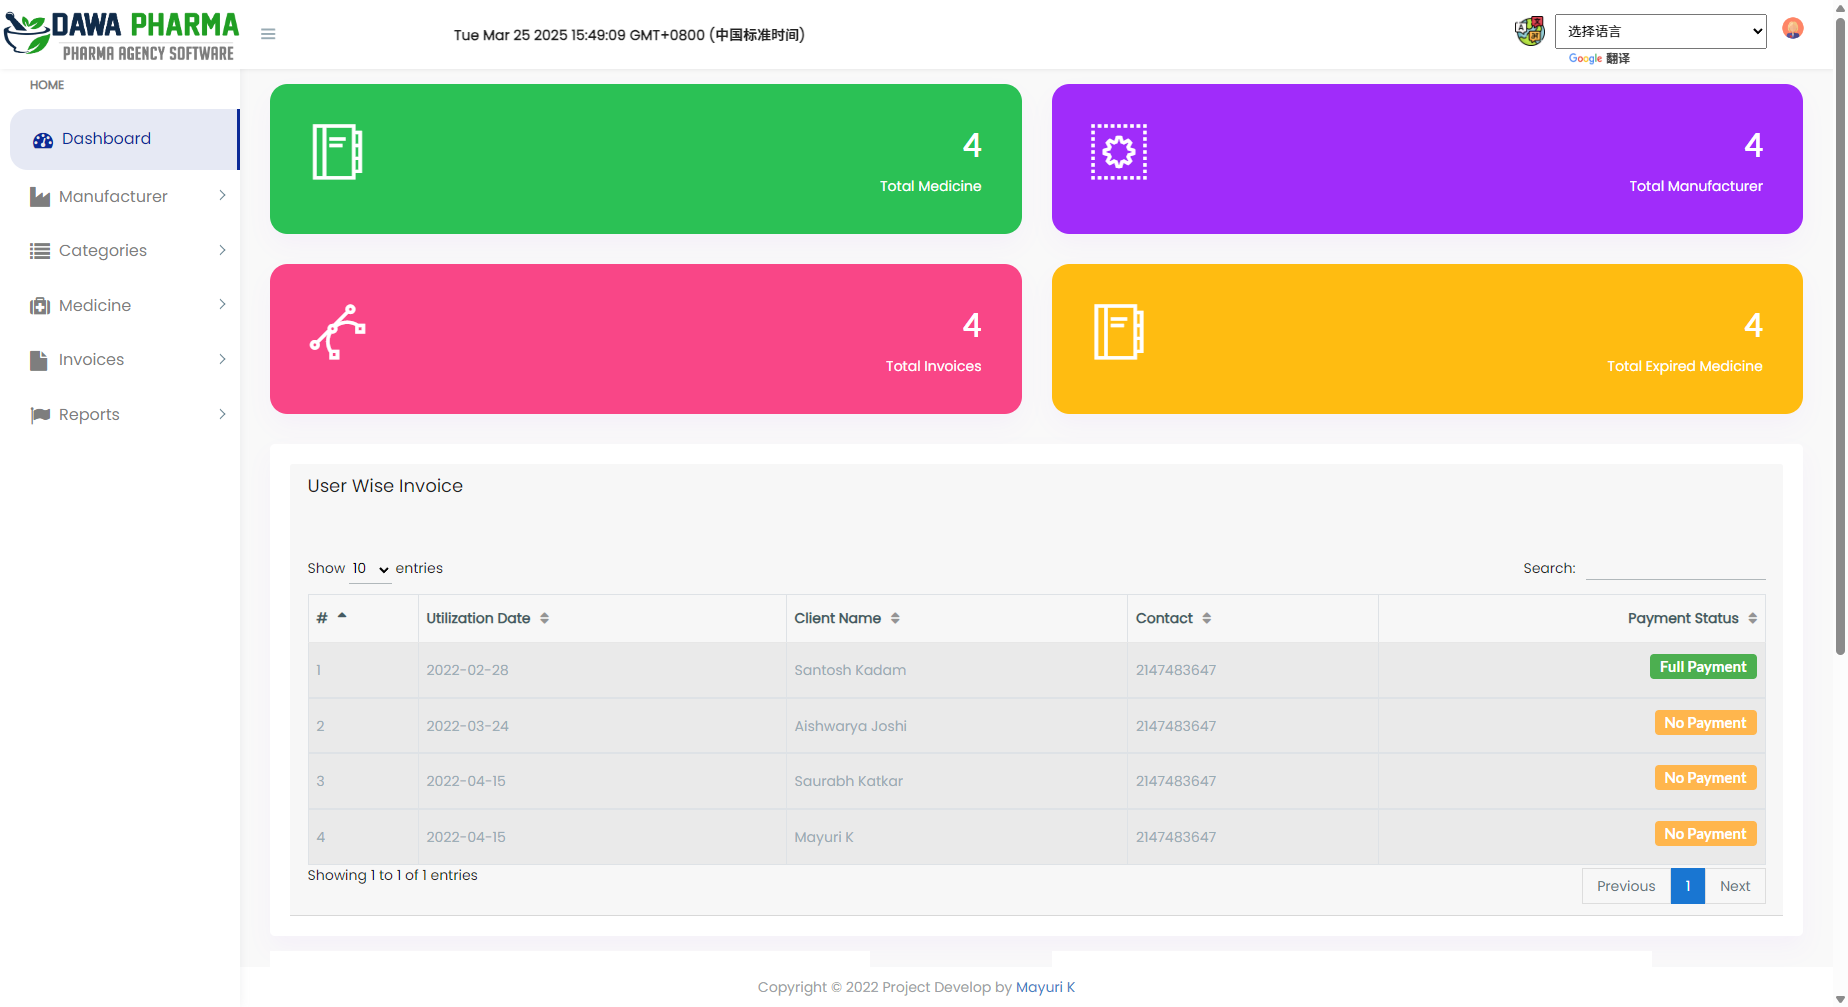 DAWA PHARMA
PHARMA AGENCY SOFTWARE
Tue Mar 25 2025 15:49:09 GMT+0800 (中国标准时间)
选择语言
Google 翻译
HOME
Dashboard
Manufacturer
Categories
Medicine
Invoices
Reports
4
Total Medicine
4
Total Manufacturer
4
Total Invoices
4
Total Expired Medicine
User Wise Invoice
Show 10 entries
Search:
# Utilization Date Client Name Contact Payment Status
1 2022-02-28 Santosh Kadam 2147483647 Full Payment
2 2022-03-24 Aishwarya Joshi 2147483647 No Payment
3 2022-04-15 Saurabh Katkar 2147483647 No Payment
4 2022-04-15 Mayuri K 2147483647 No Payment
Showing 1 to 1 of 1 entries
Previous 1 Next
Copyright © 2022 Project Develop by Mayuri K